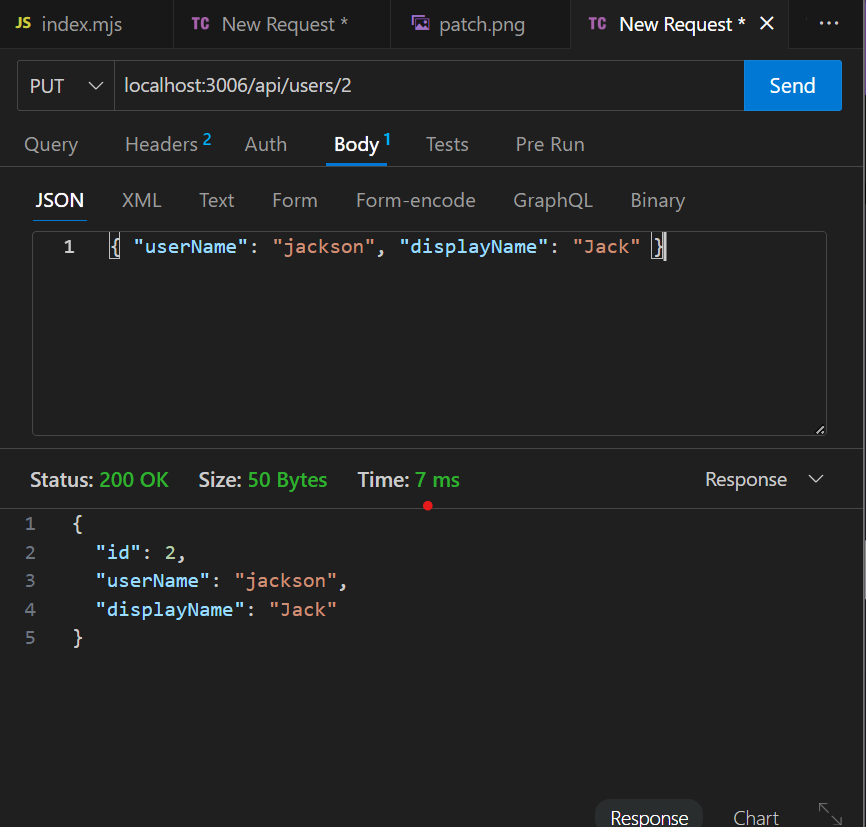 JS index.mjs TC New Request * patch.png TC New Request * ✕ ···
PUT localhost:3006/api/users/2 Send
Query Headers 2 Auth Body 1 Tests Pre Run
JSON XML Text Form Form-encode GraphQL Binary
1 { "userName": "jackson", "displayName": "Jack" }
Status: 200 OK Size: 50 Bytes Time: 7 ms Response
1 {
2 "id": 2,
3 "userName": "jackson",
4 "displayName": "Jack"
5 }
Response Chart